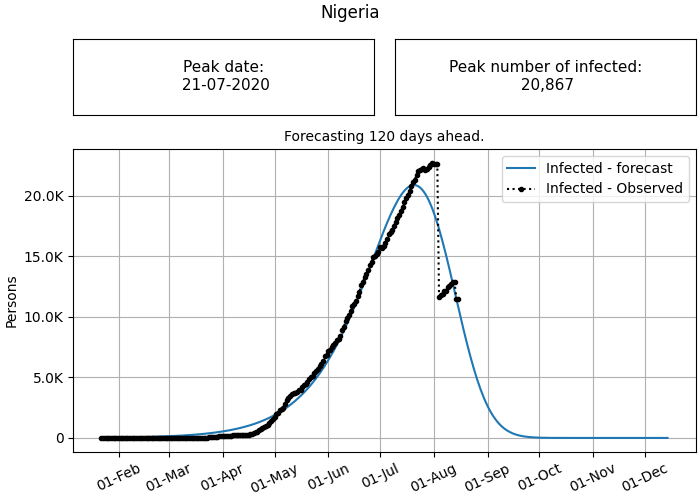 Nigeria
Peak date:
21-07-2020
Peak number of infected:
20,867
Forecasting 120 days ahead.
Infected - forecast
Infected - Observed
Persons
20.0K
15.0K
10.0K
5.0K
0
01-Feb
01-Mar
01-Apr
01-May
01-Jun
01-Jul
01-Aug
01-Sep
01-Oct
01-Nov
01-Dec